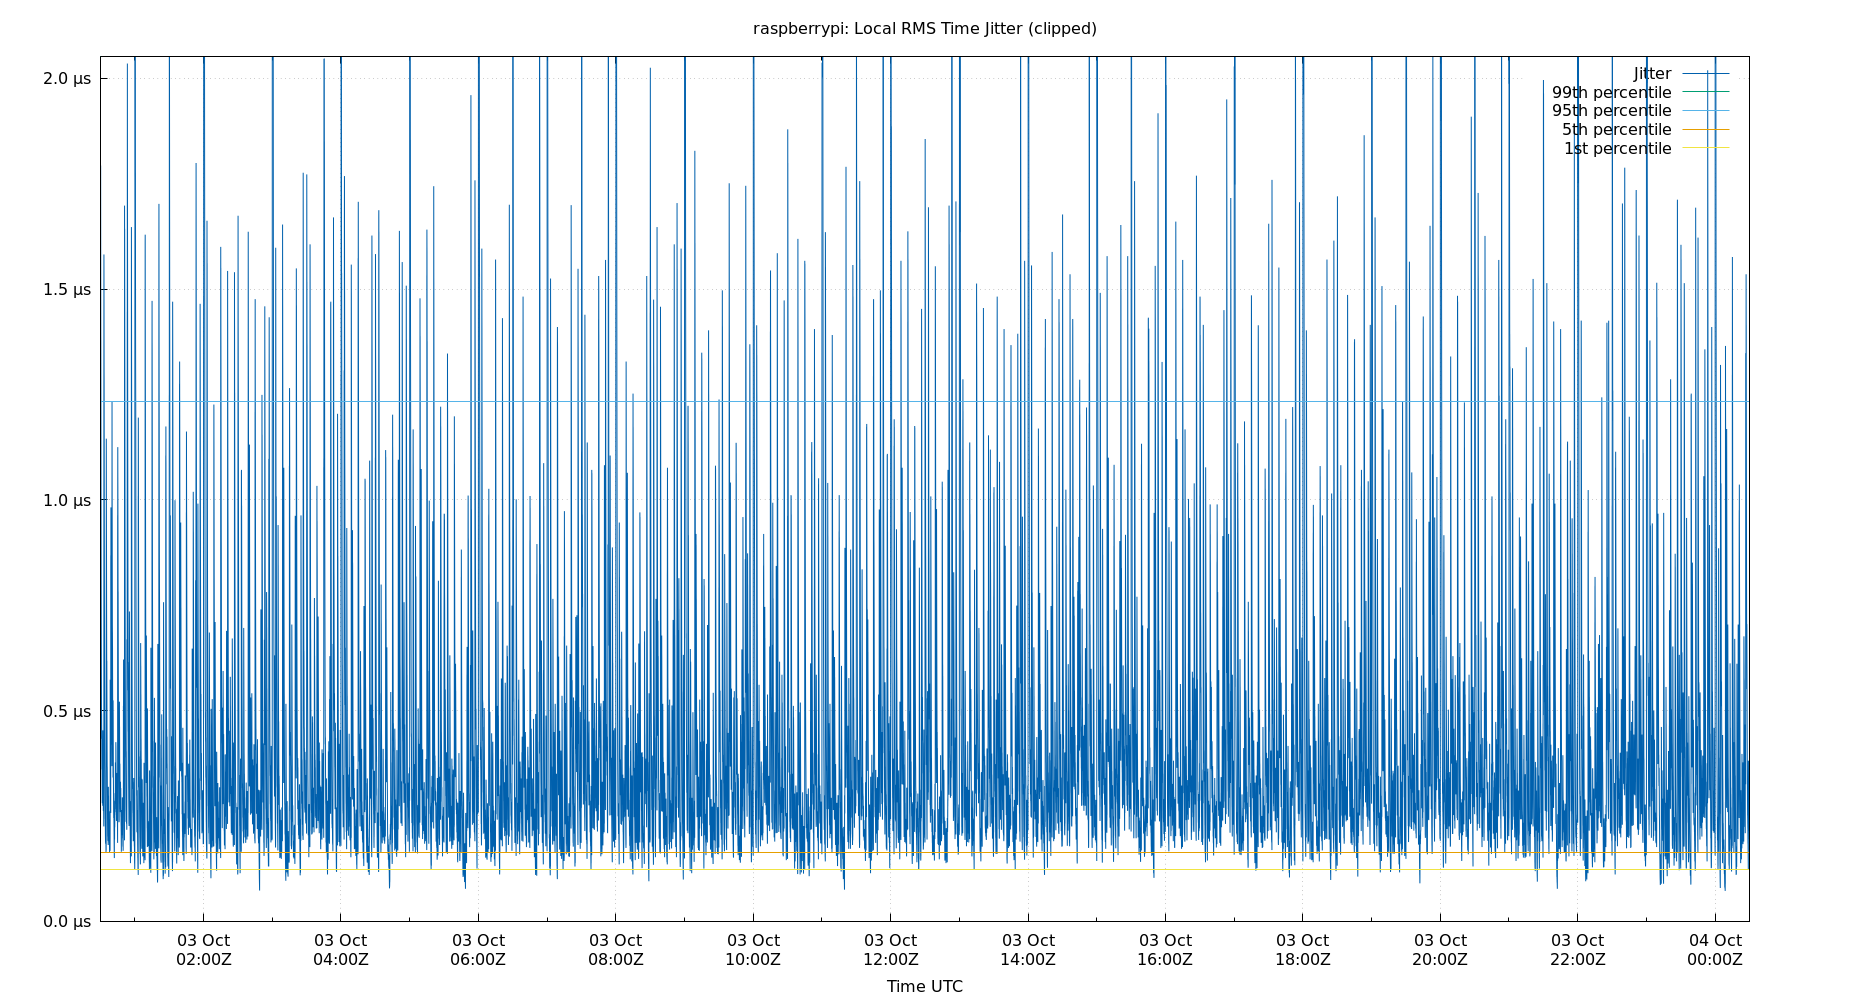 raspberrypi: Local RMS Time Jitter (clipped)
2.0 µs
1.5 µs
1.0 µs
0.5 µs
0.0 µs
Jitter
99th percentile
95th percentile
5th percentile
1st percentile
03 Oct 03 Oct 03 Oct 03 Oct 03 Oct 03 Oct 03 Oct 03 Oct 03 Oct 03 Oct 03 Oct 04 Oct
02:00Z 04:00Z 06:00Z 08:00Z 10:00Z 12:00Z 14:00Z 16:00Z 18:00Z 20:00Z 22:00Z 00:00Z
Time UTC